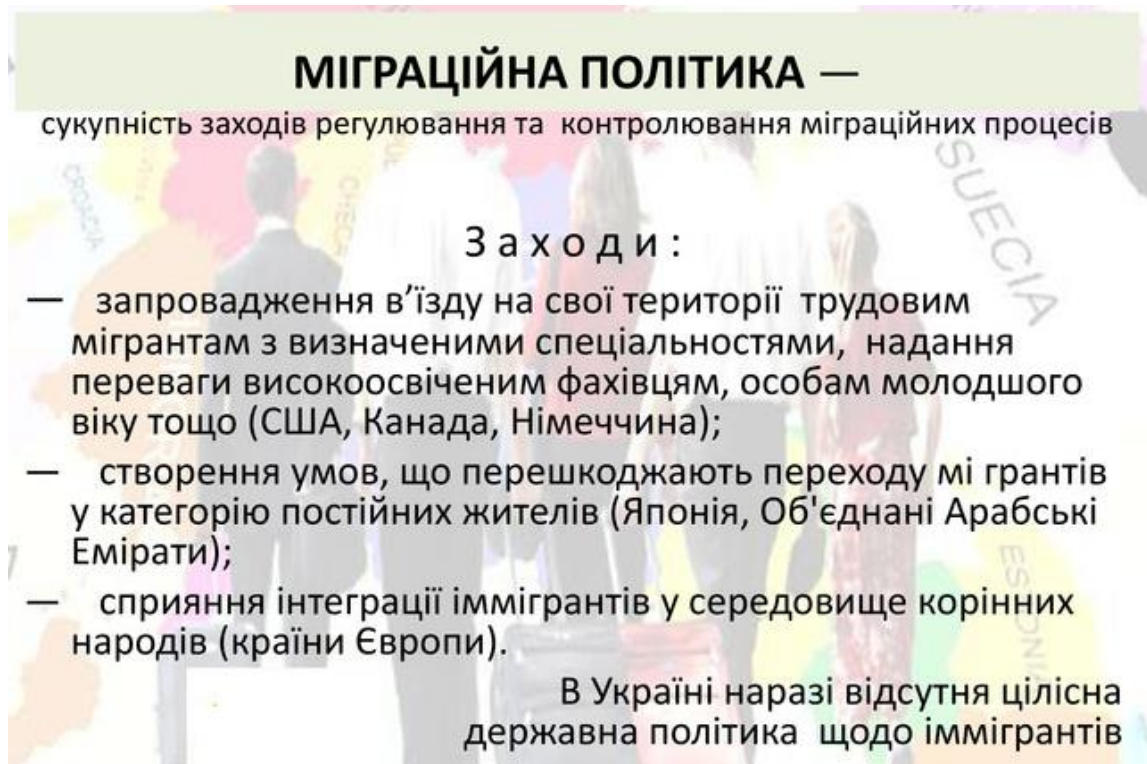 МІГРАЦІЙНА ПОЛІТИКА —
сукупність заходів регулювання та контролювання міграційних процесів
З а х о д и :
— запровадження в’їзду на свої території трудовим
мігрантам з визначеними спеціальностями, надання
переваги високоосвіченим фахівцям, особам молодшого
віку тощо (США, Канада, Німеччина);
— створення умов, що перешкоджають переходу мі грантів
у категорію постійних жителів (Японія, Об'єднані Арабські
Емірати);
— сприяння інтеграції іммігрантів у середовище корінних
народів (країни Європи).
В Україні наразі відсутня цілісна
державна політика щодо іммігрантів
CROACIA
SUECIA
ESTONIA